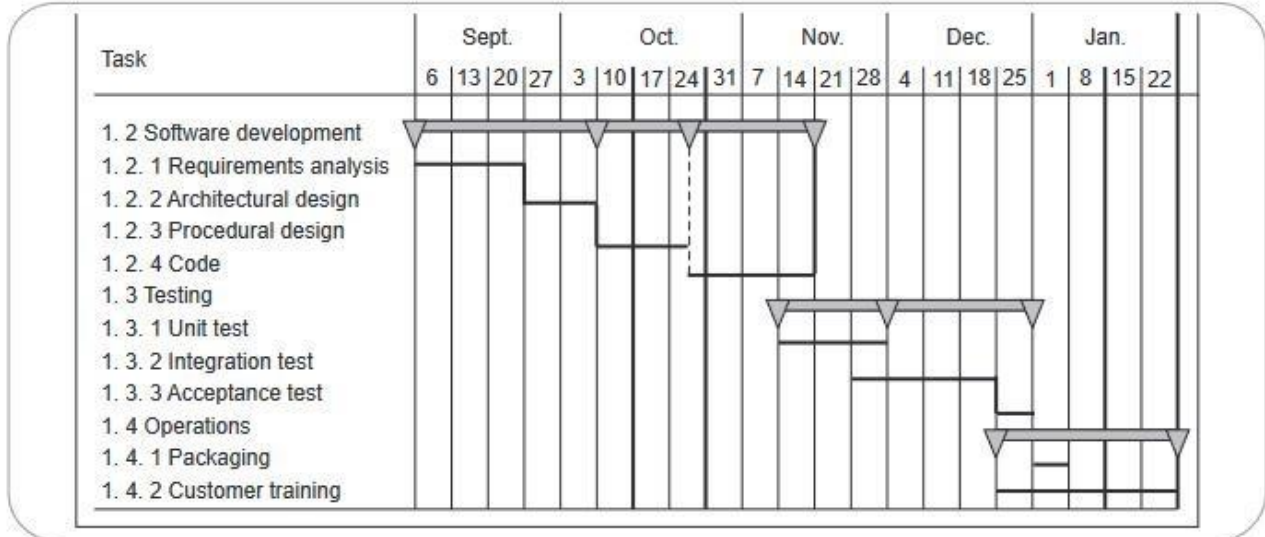 Task
Sept. Oct. Nov. Dec. Jan.
6 13 20 27 3 10 17 24 31 7 14 21 28 4 11 18 25 1 8 15 22
1. 2 Software development
1. 2. 1 Requirements analysis
1. 2. 2 Architectural design
1. 2. 3 Procedural design
1. 2. 4 Code
1. 3 Testing
1. 3. 1 Unit test
1. 3. 2 Integration test
1. 3. 3 Acceptance test
1. 4 Operations
1. 4. 1 Packaging
1. 4. 2 Customer training